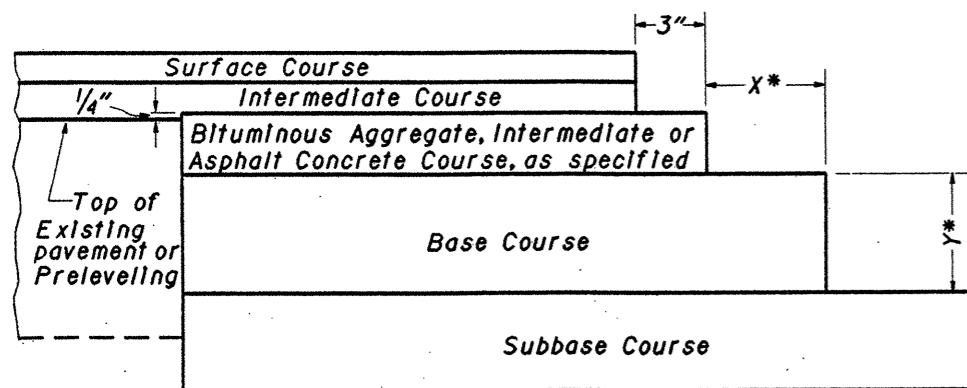 3"
Surface Course
X*
Intermediate Course
1/4"
Bituminous Aggregate, Intermediate or
Asphalt Concrete Course, as specified
Top of
Existing
pavement or
Preleveling
Base Course
Y*
Subbase Course